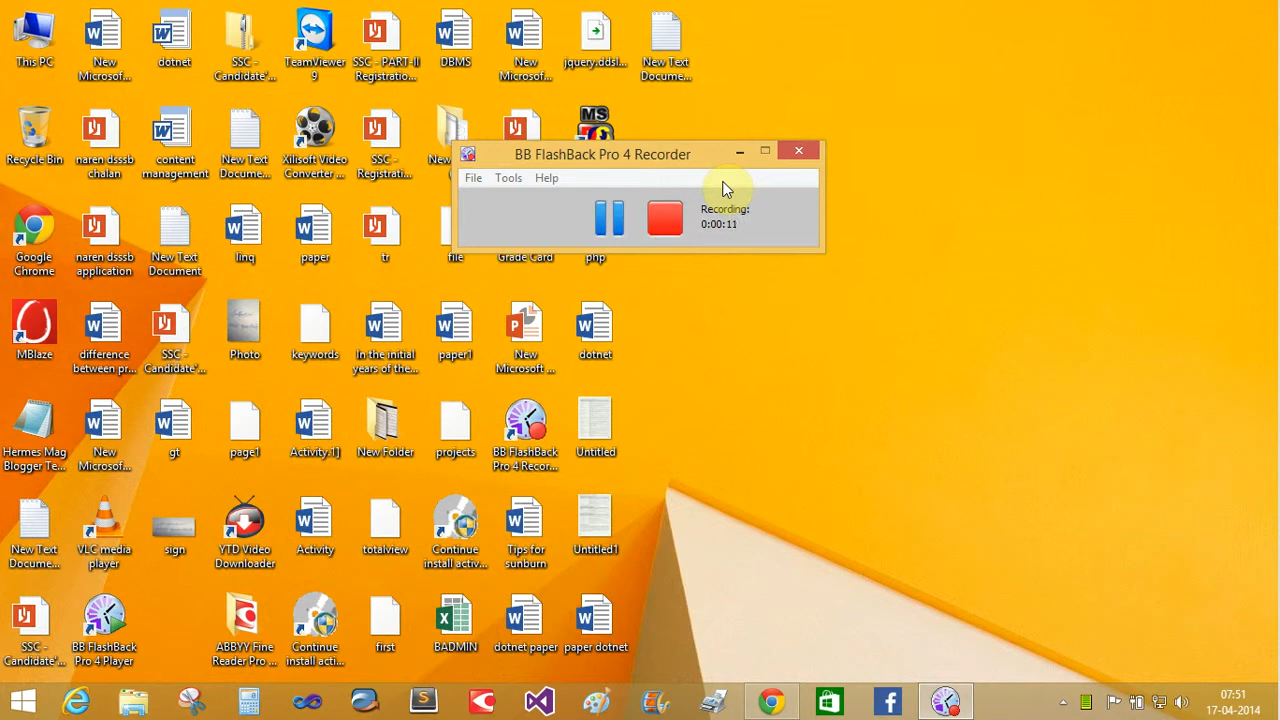 This PC
New
Microsof...
dotnet
SSC -
Candidate'...
TeamViewer
9
SSC - PART-II
Registratio...
DBMS
New
Microsof...
jquery.ddsl...
New Text
Docume...
Recycle Bin
naren dsssb
chalan
content
management
New Text
Docume...
Xilisoft Video
Converter ...
SSC -
Registrati...
MS
BB FlashBack Pro 4 Recorder
File
Tools
Help
Recording:
0:00:11
Google
Chrome
naren dsssb
application
New Text
Document
linq
paper
tr
file
Grade Card
php
MBlaze
difference
between pr...
SSC -
Candidate'...
Photo
keywords
In the initial
years of the...
paper1
New
Microsoft ...
dotnet
Hermes Mag
Blogger Te...
New
Microsof...
gt
page1
Activity.1]
New Folder
projects
BB FlashBack
Pro 4 Recor...
Untitled
New Text
Docume...
VLC media
player
sign
YTD Video
Downloader
Activity
totalview
Continue
install activ...
Tips for
sunburn
Untitled1
SSC -
Candidate'...
BB FlashBack
Pro 4 Player
ABBYY Fine
Reader Pro ...
Continue
install acti...
first
BADMIN
dotnet paper
paper dotnet
07:51
17-04-2014